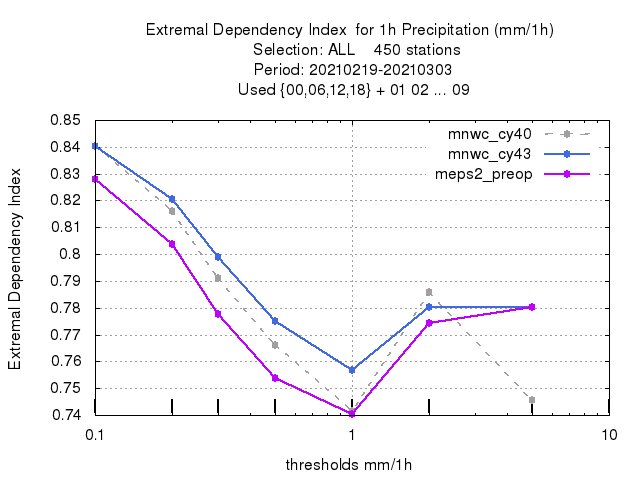 Extremal Dependency Index  for 1h Precipitation (mm/1h)
Selection: ALL    450 stations
Period: 20210219-20210303
Used {00,06,12,18} + 01 02 ... 09
mnwc_cy40
mnwc_cy43
meps2_preop
Extremal Dependency Index
0.85
0.84
0.83
0.82
0.81
0.8
0.79
0.78
0.77
0.76
0.75
0.74
0.1
1
10
thresholds mm/1h